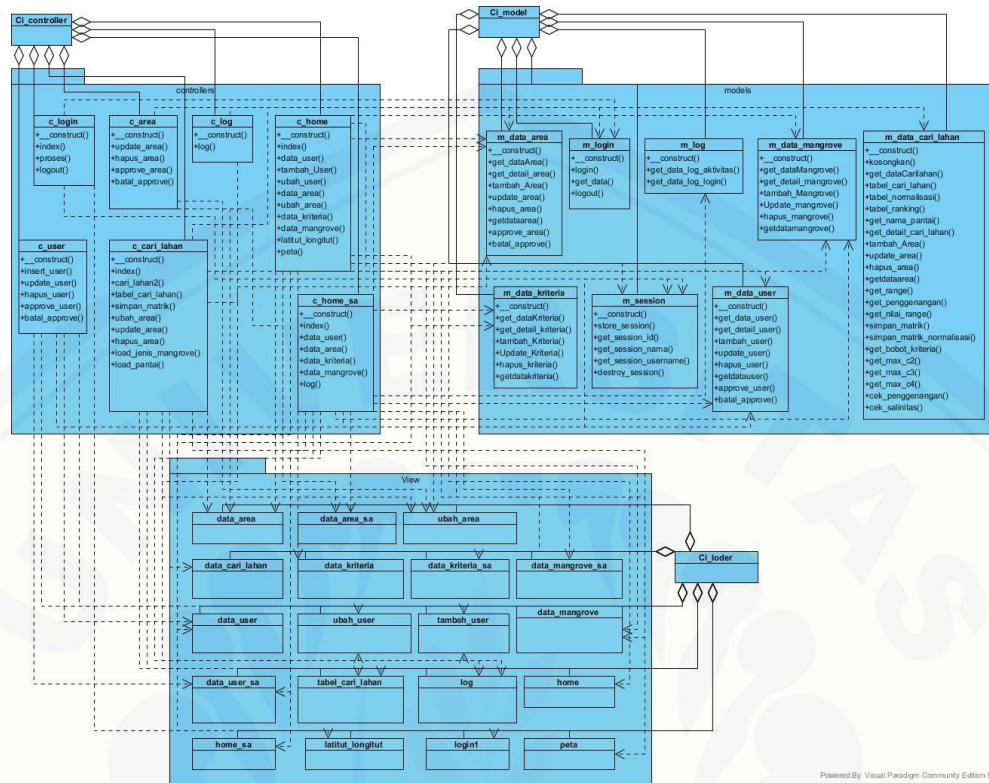 Ci_controller
Ci_model
controllers
models
c_login
+__construct()
+index()
+proses()
+logout()
c_area
+__construct()
+update_area()
+hapus_area()
+approve_area()
+batal_approve()
c_log
+__construct()
+log()
c_home
+__construct()
+index()
+data_user()
+tambah_User()
+ubah_user()
+data_area()
+ubah_area()
+data_kriteria()
+data_mangrove()
+latitut_longitut()
+peta()
m_data_area
+__construct()
+get_dataArea()
+get_detail_area()
+tambah_Area()
+update_area()
+hapus_area()
+getdataarea()
+approve_area()
+batal_approve()
m_login
+__construct()
+login()
+get_data()
+logout()
m_log
+__construct()
+get_data_log_aktivitas()
+get_data_log_login()
m_data_mangrove
+__construct()
+get_dataMangrove()
+get_detail_mangrove()
+tambah_Mangrove()
+Update_mangrove()
+hapus_mangrove()
+getdatamangrove()
m_data_cari_lahan
+__construct()
+kosongkan()
+get_dataCarilahan()
+tabel_cari_lahan()
+tabel_normalisasi()
+tabel_ranking()
+get_nama_pantai()
+get_detail_cari_lahan()
+tambah_Area()
+update_area()
+hapus_area()
+getdataarea()
+get_range()
+get_penggenangan()
+get_nilai_range()
+simpan_matrik()
+simpan_matrik_normalisasi()
+get_bobot_kriteria()
+get_max_c2()
+get_max_c3()
+get_max_o4()
+cek_penggenangan()
+cek_salinitas()
c_user
+__construct()
+insert_user()
+update_user()
+hapus_user()
+approve_user()
+batal_approve()
c_cari_lahan
+__construct()
+index()
+cari_lahan2()
+tabel_cari_lahan()
+simpan_matrik()
+ubah_area()
+update_area()
+hapus_area()
+load_jenis_mangrove()
+load_pantai()
c_home_sa
+__construct()
+index()
+data_user()
+data_area()
+data_kriteria()
+data_mangrove()
+log()
m_data_kriteria
+__construct()
+get_dataKriteria()
+get_detail_kriteria()
+tambah_Kriteria()
+Update_Kriteria()
+hapus_kriteria()
+getdatakriteria()
m_session
+__construct()
+store_session()
+get_session_id()
+get_session_nama()
+get_session_username()
+destroy_session()
m_data_user
+__construct()
+get_data_user()
+get_detail_user()
+tambah_user()
+update_user()
+hapus_user()
+getdatauser()
+approve_user()
+batal_approve()
View
data_area
data_area_sa
ubah_area
Ci_loder
data_cari_lahan
data_kriteria
data_kriteria_sa
data_mangrove_sa
data_user
ubah_user
tambah_user
data_mangrove
data_user_sa
tabel_cari_lahan
log
home
home_sa
latitut_longitut
login1
peta
Powered By Visual Paradigm Community Edition